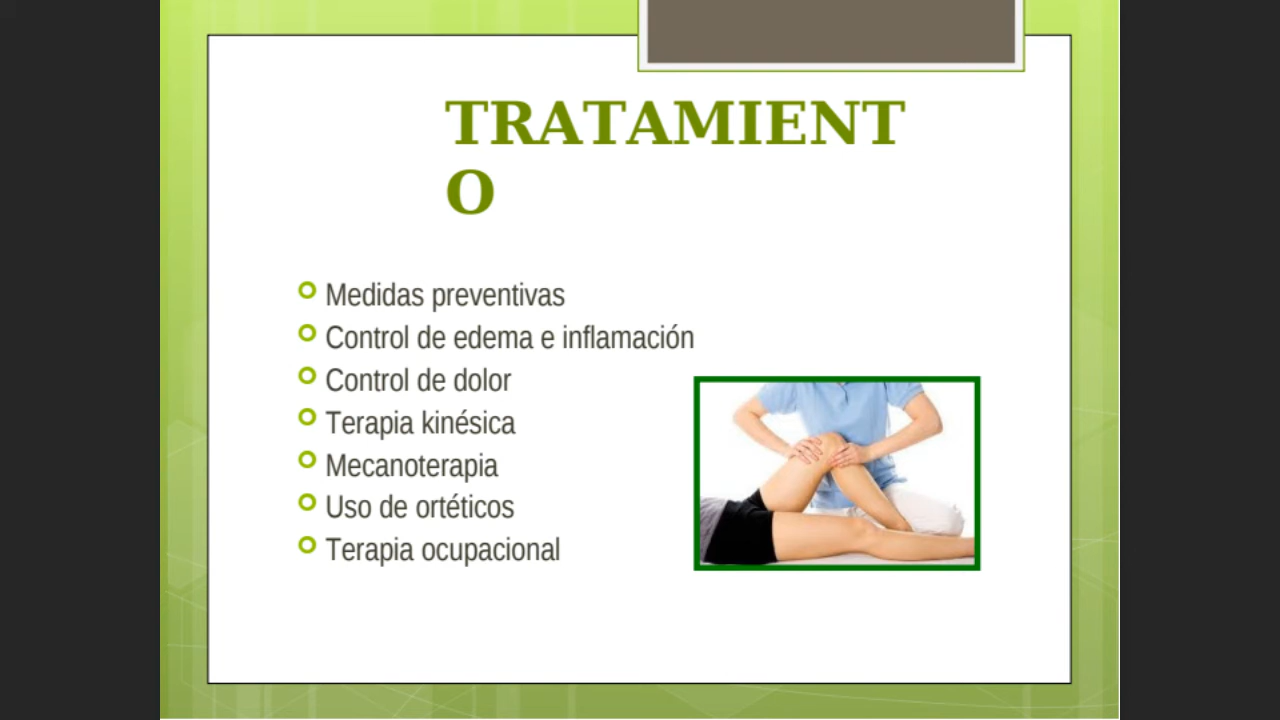 TRATAMIENT
O
Medidas preventivas
Control de edema e inflamación
Control de dolor
Terapia kinésica
Mecanoterapia
Uso de ortéticos
Terapia ocupacional